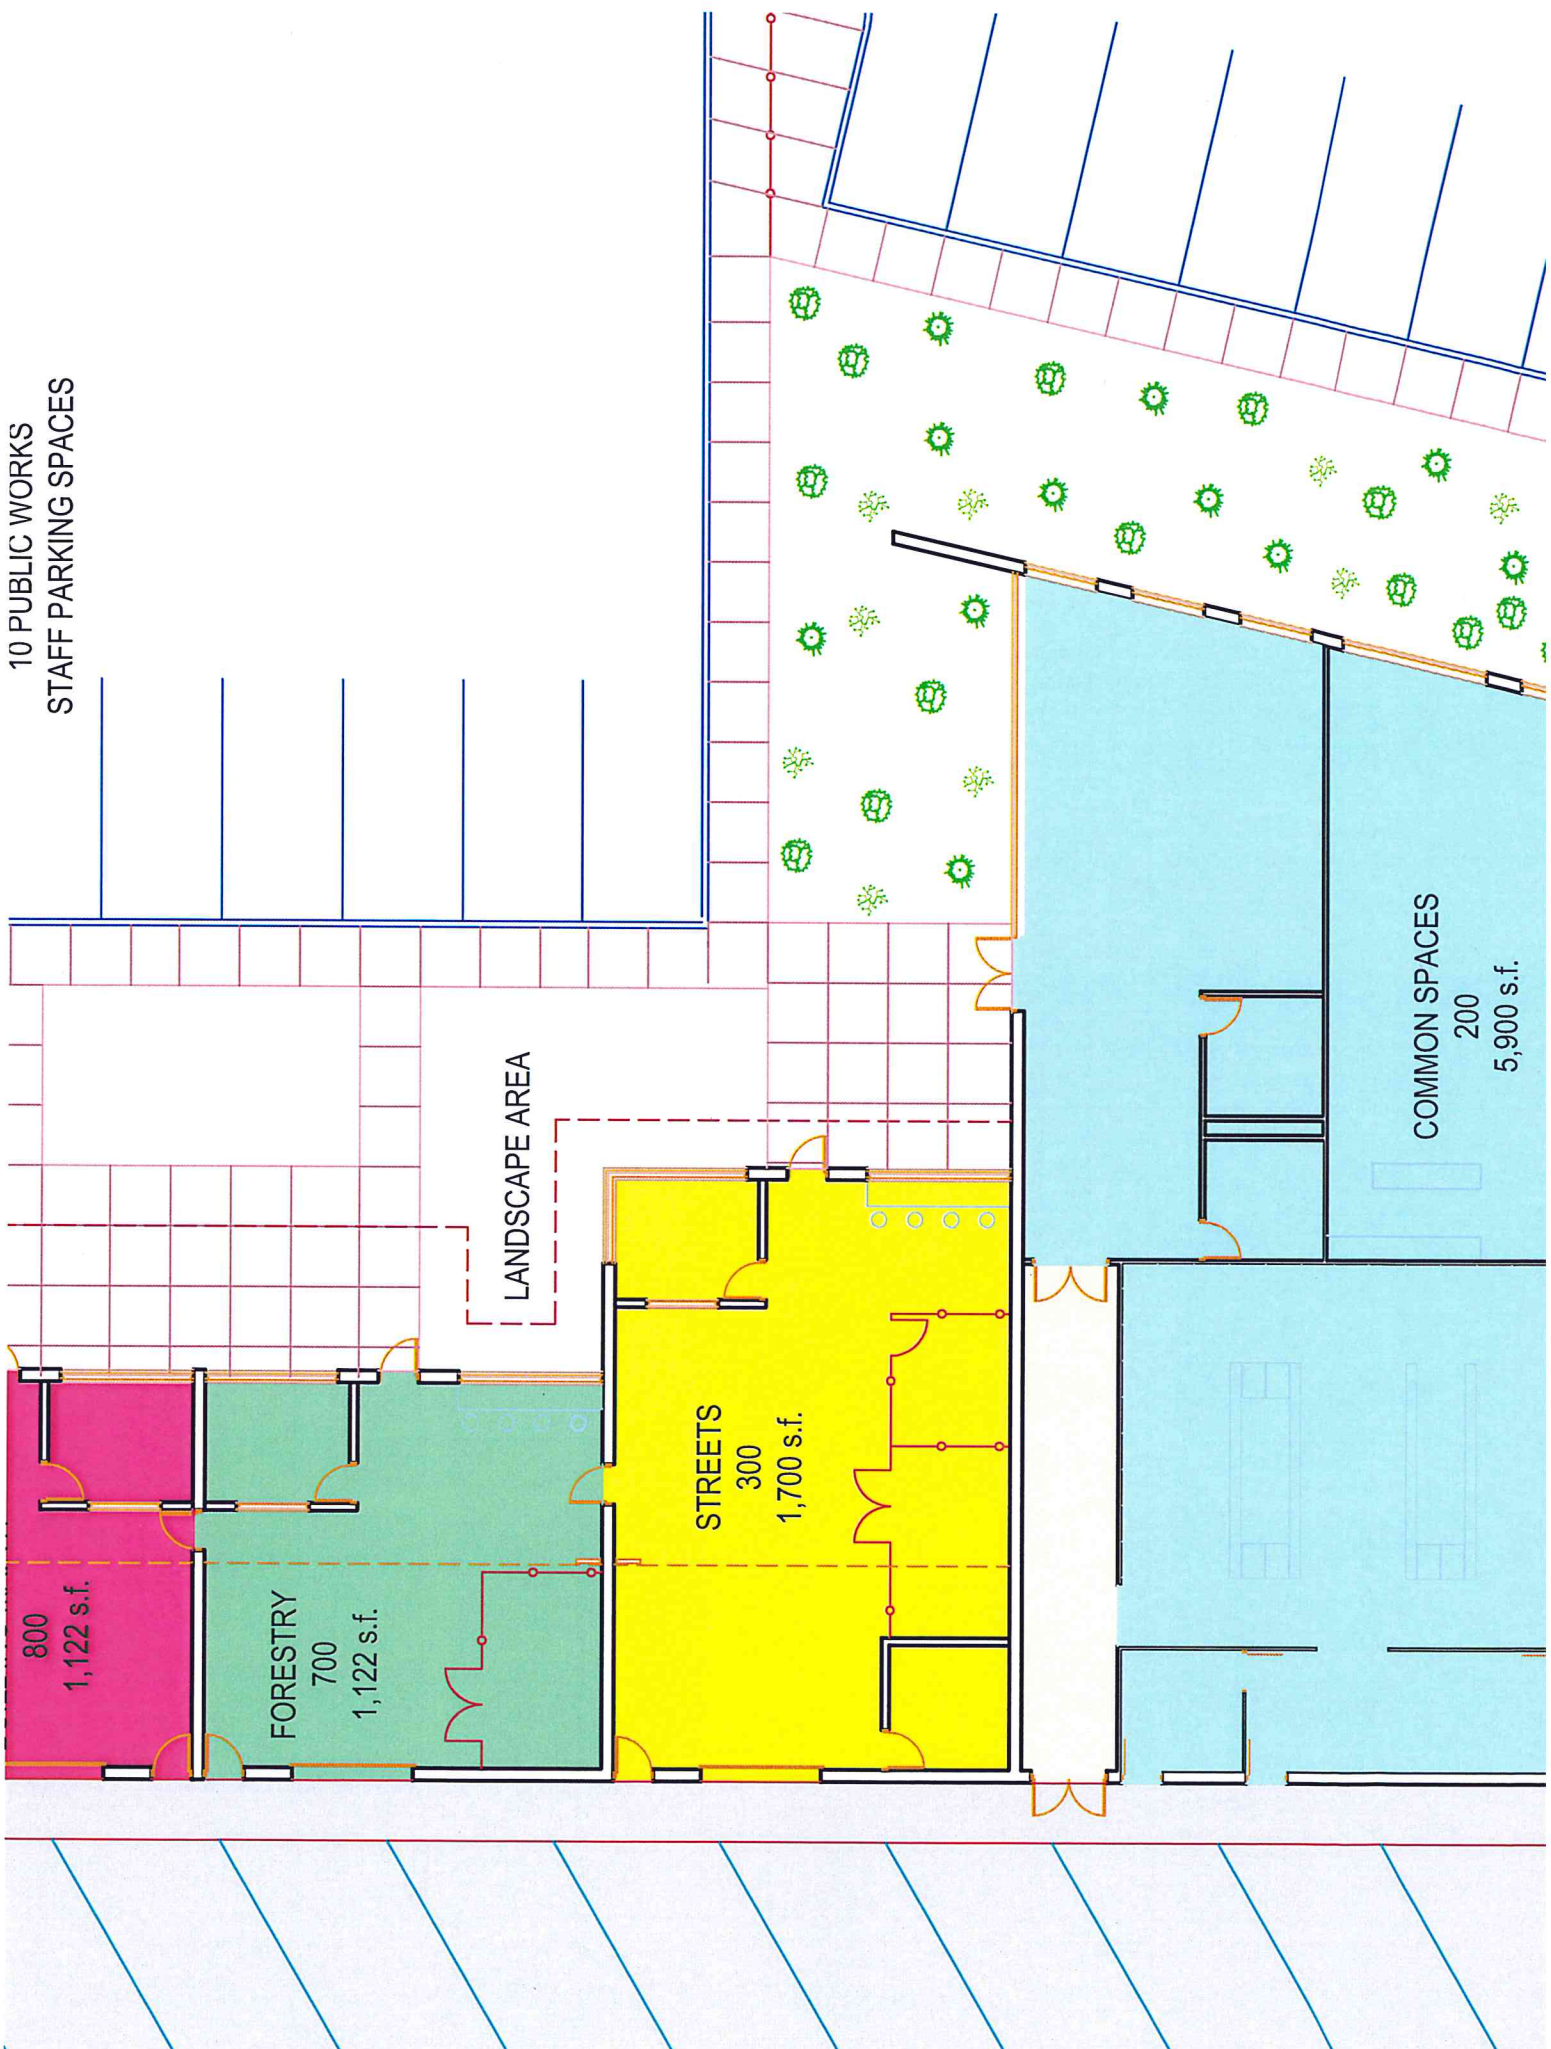 10 PUBLIC WORKS
STAFF PARKING SPACES
LANDSCAPE AREA
800
1,122 s.f.
FORESTRY
700
1,122 s.f.
STREETS
300
1,700 s.f.
COMMON SPACES
200
5,900 s.f.